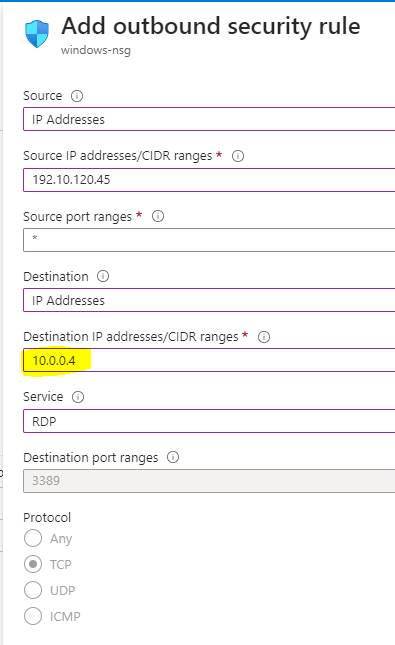 Add outbound security rule
windows-nsg
Source
IP Addresses
Source IP addresses/CIDR ranges *
192.10.120.45
Source port ranges *
*
Destination
IP Addresses
Destination IP addresses/CIDR ranges *
10.0.0.4
Service
RDP
Destination port ranges
3389
Protocol
Any
TCP
UDP
ICMP